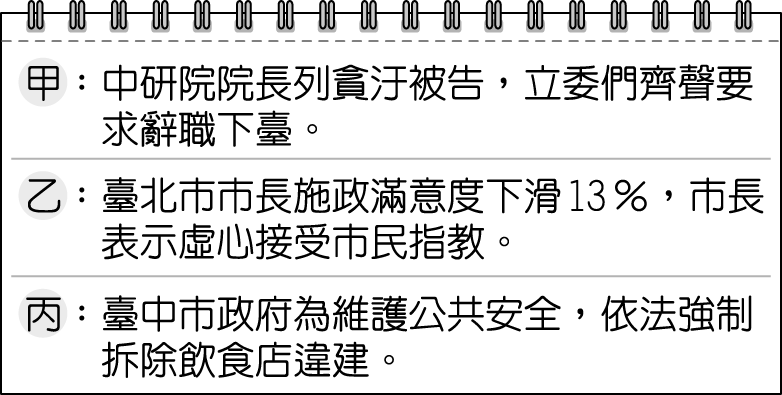 甲：中研院院長列貪汙被告，立委們齊聲要
求辭職下臺。
乙：臺北市市長施政滿意度下滑13％，市長
表示虛心接受市民指教。
丙：臺中市政府為維護公共安全，依法強制
拆除飲食店違建。